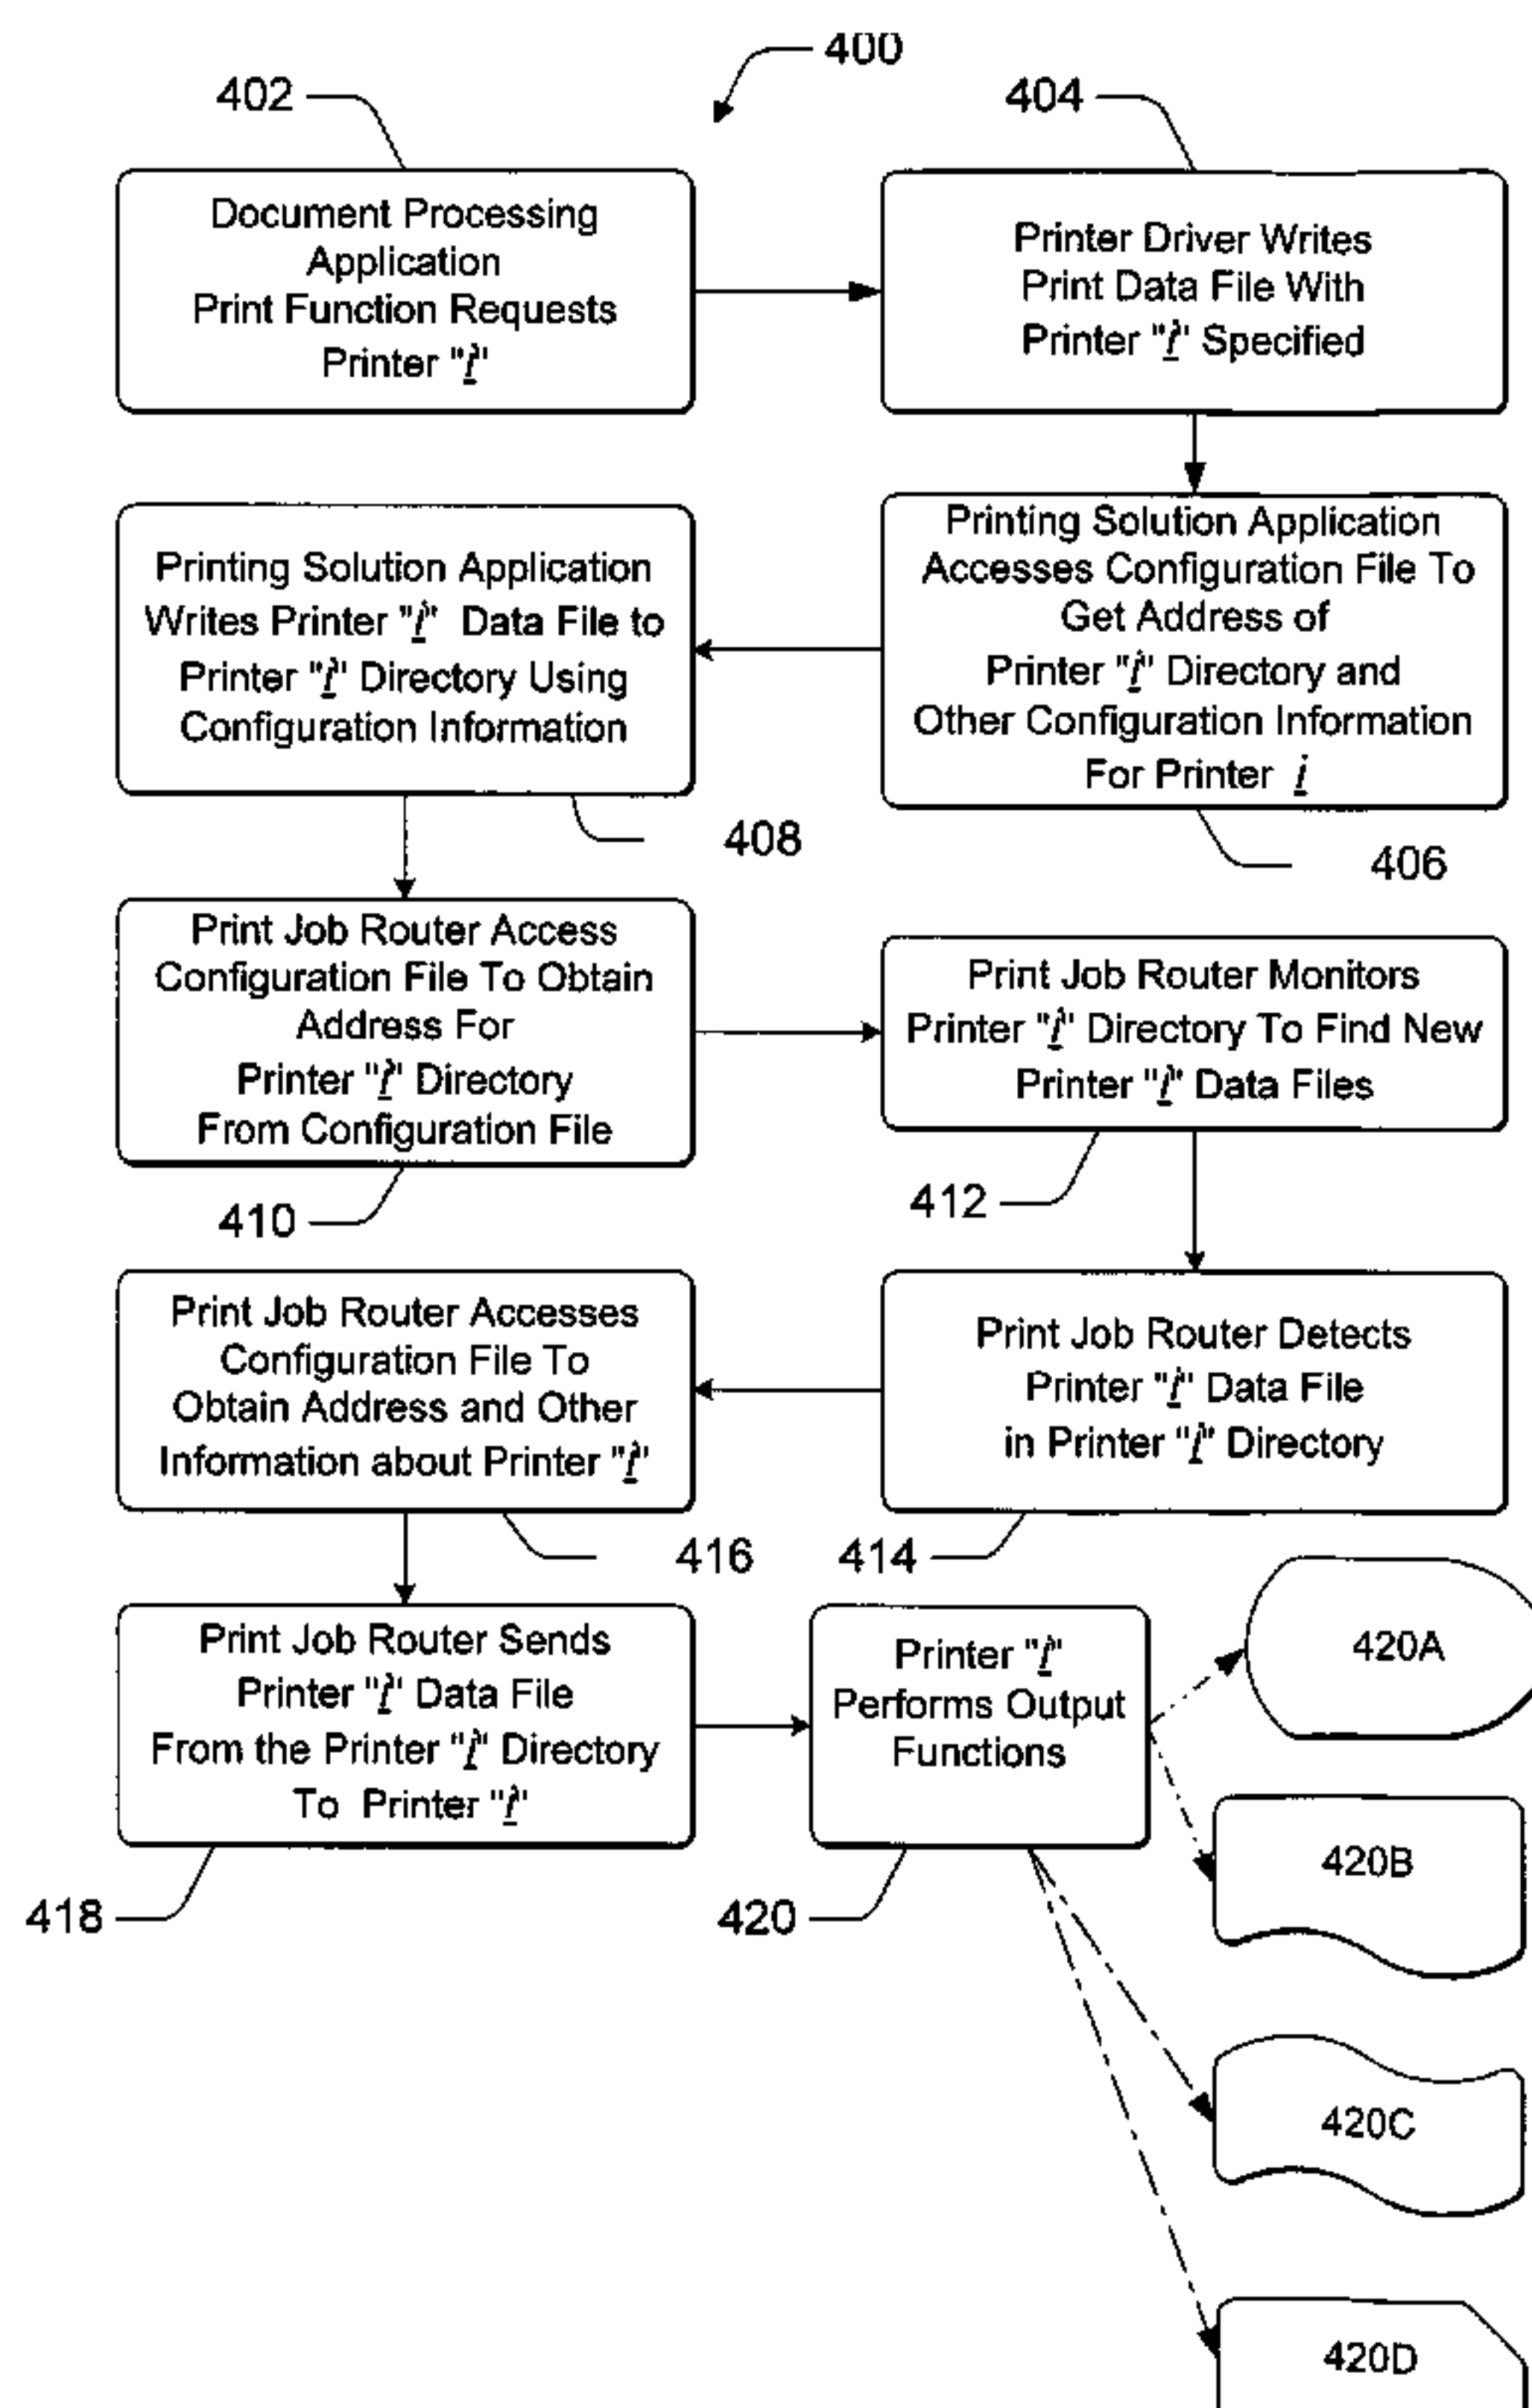 400
402
404
Document Processing
Application
Print Function Requests
Printer "i"
Printer Driver Writes
Print Data File With
Printer "i" Specified
Printing Solution Application
Accesses Configuration File To
Get Address of
Printer "i" Directory and
Other Configuration Information
For Printer i
406
Printing Solution Application
Writes Printer "i" Data File to
Printer "i" Directory Using
Configuration Information
408
Print Job Router Access
Configuration File To Obtain
Address For
Printer "i" Directory
From Configuration File
410
Print Job Router Monitors
Printer "i" Directory To Find New
Printer "i" Data Files
412
Print Job Router Detects
Printer "i" Data File
in Printer "i" Directory
414
Print Job Router Accesses
Configuration File To
Obtain Address and Other
Information about Printer "i"
416
Print Job Router Sends
Printer "i" Data File
From the Printer "i" Directory
To Printer "i"
418
Printer "i"
Performs Output
Functions
420
420A
420B
420C
420D